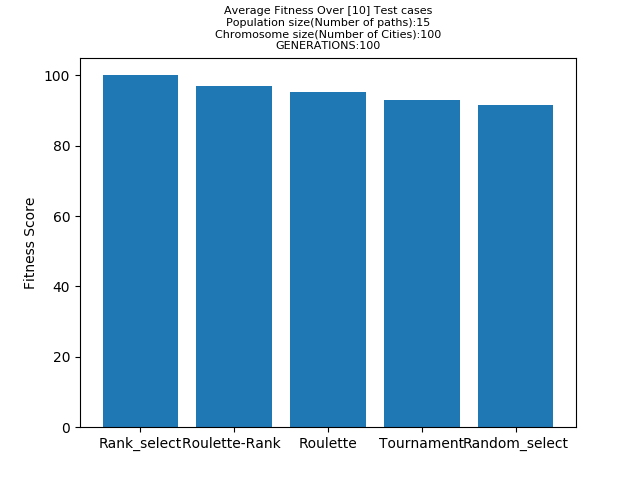 Average Fitness Over [10] Test cases
Population size(Number of paths):15
Chromosome size(Number of Cities):100
GENERATIONS:100
100
80
60
40
20
0
Fitness Score
Rank_select Roulette-Rank Roulette Tournament Random_select